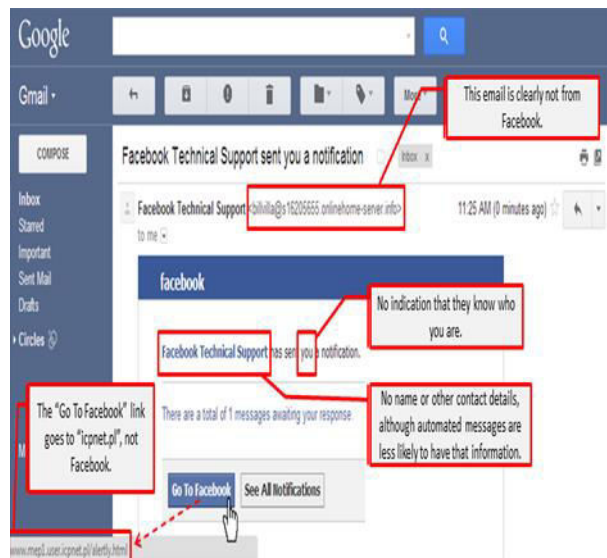 Google
Gmail
More
This email is clearly not from
Facebook.
COMPOSE
Facebook Technical Support sent you a notification
Inbox x
Inbox
Starred
Important
Sent Mail
Drafts
Circles
Facebook Technical Support <billvilla@s16205655.onlinehome-server.info>
11:25 AM (0 minutes ago)
to me
facebook
No indication that they know who
you are.
Facebook Technical Support has sent you a notification.
No name or other contact details,
although automated messages are
less likely to have that information.
The “Go To Facebook” link
goes to “icpnet.pl”, not
Facebook.
There are a total of 1 messages awaiting your response.
M
Go To Facebook
See All Notifications
www.mep1.user.icpnet.pl/alertly.html